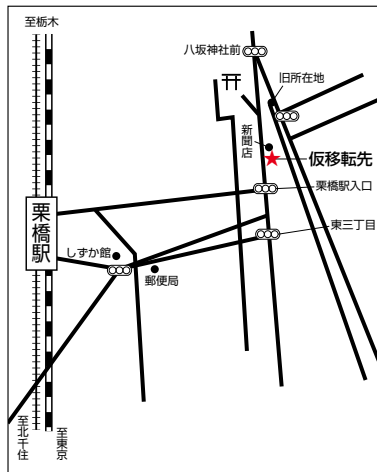 至栃木
八坂神社前
旧所在地
新聞店
仮移転先
栗橋駅入口
栗橋駅
東三丁目
しずか館
郵便局
至北千住
至東京